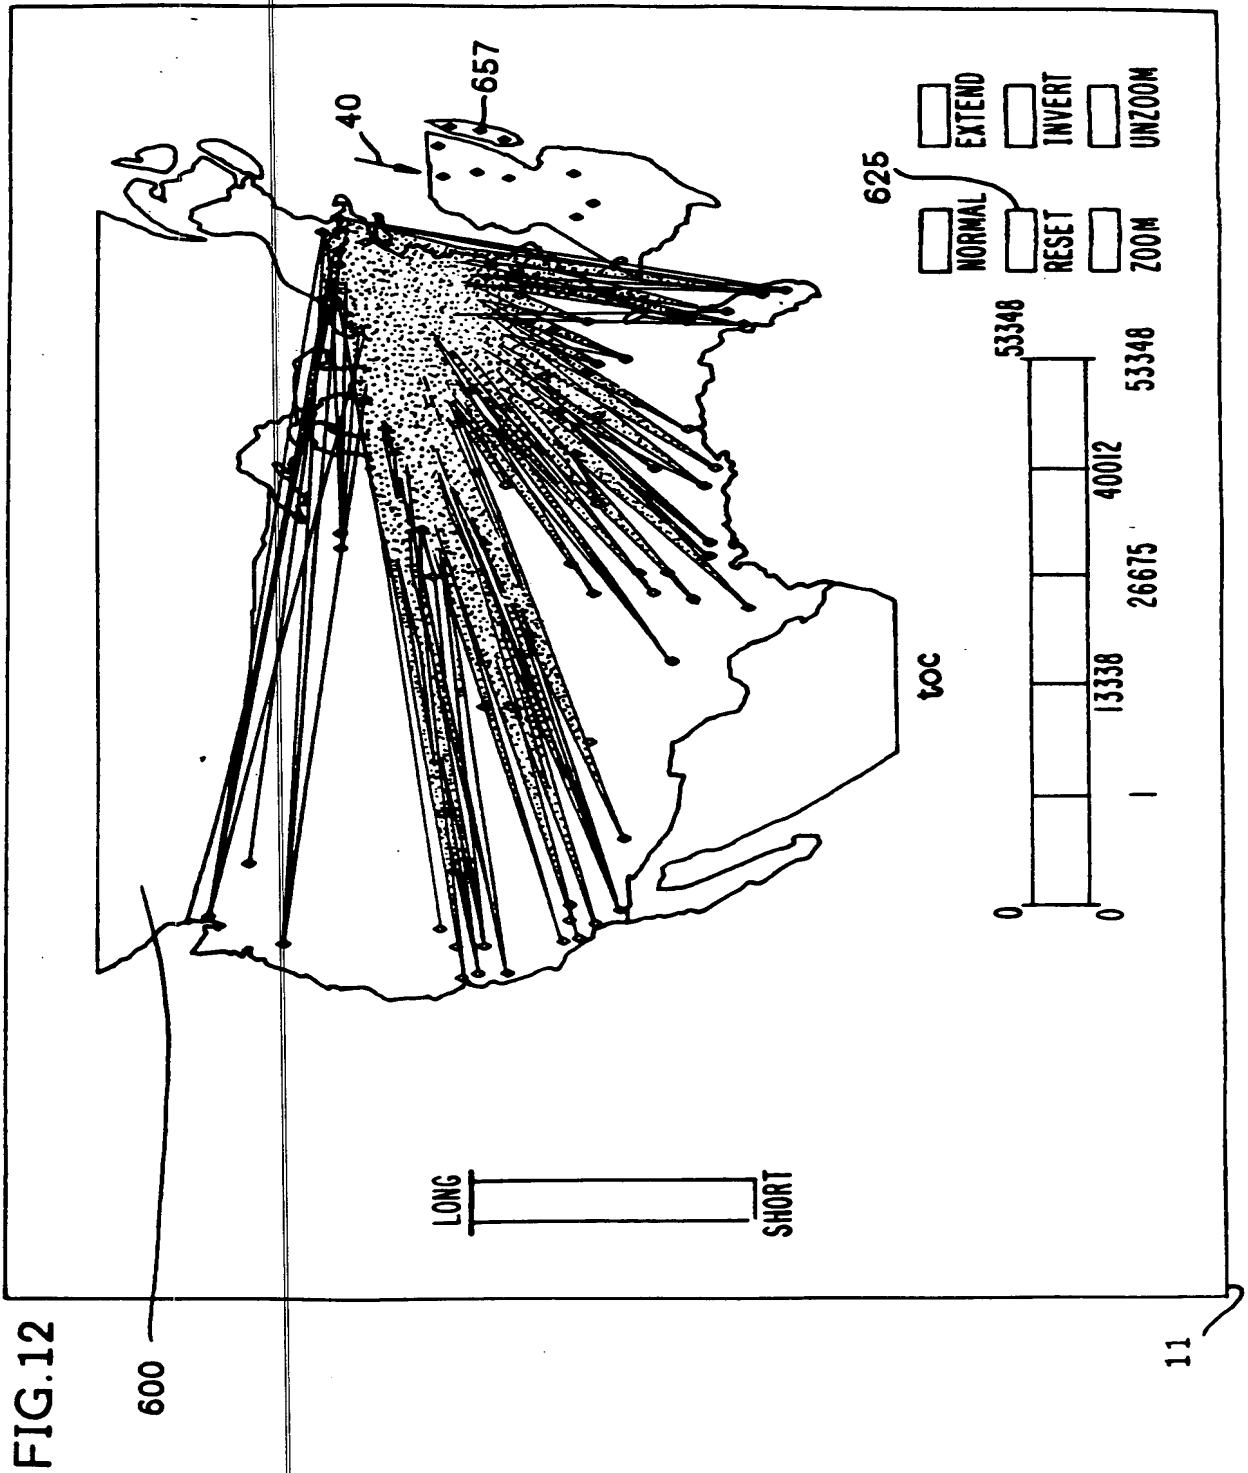 FIG.12
600
11
40
657
LONG
SHORT
toc
0
53348
0
1
13338
26675
40012
53348
625
NORMAL
EXTEND
RESET
INVERT
ZOOM
UNZOOM